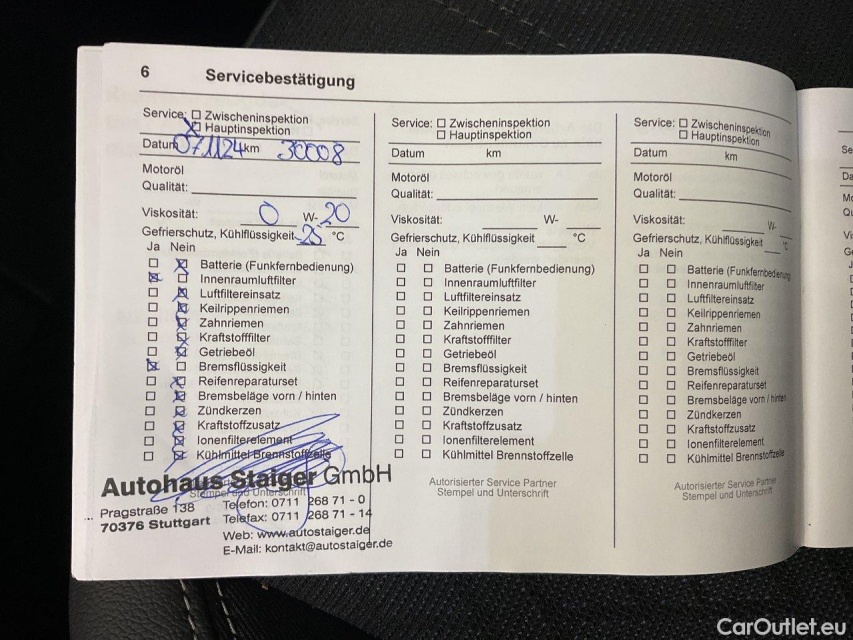 6 Servicebestätigung
Service: ☐ Zwischeninspektion
☒ Hauptinspektion
Datum 071124 km 30008
Motoröl
Qualität:
Viskosität: 0 W- 20
Gefrierschutz, Kühlflüssigkeit 25 °C
Ja Nein
☐ ☒ Batterie (Funkfernbedienung)
☒ ☐ Innenraumluftfilter
☐ ☒ Luftfiltereinsatz
☐ ☒ Keilrippenriemen
☐ ☒ Zahnriemen
☐ ☒ Kraftstofffilter
☐ ☒ Getriebeöl
☒ ☐ Bremsflüssigkeit
☐ ☒ Reifenreparaturset
☐ ☒ Bremsbeläge vorn / hinten
☐ ☒ Zündkerzen
☐ ☒ Kraftstoffzusatz
☐ ☒ Ionenfilterelement
☐ ☒ Kühlmittel Brennstoffzelle
Autohaus Staiger GmbH
Stempel und Unterschrift
Pragstraße 138
70376 Stuttgart
Telefon: 0711 268 71 - 0
Telefax: 0711 268 71 - 14
Web: www.autostaiger.de
E-Mail: kontakt@autostaiger.de
Service: ☐ Zwischeninspektion
☐ Hauptinspektion
Datum km
Motoröl
Qualität:
Viskosität: W-
Gefrierschutz, Kühlflüssigkeit °C
Ja Nein
☐ ☐ Batterie (Funkfernbedienung)
☐ ☐ Innenraumluftfilter
☐ ☐ Luftfiltereinsatz
☐ ☐ Keilrippenriemen
☐ ☐ Zahnriemen
☐ ☐ Kraftstofffilter
☐ ☐ Getriebeöl
☐ ☐ Bremsflüssigkeit
☐ ☐ Reifenreparaturset
☐ ☐ Bremsbeläge vorn / hinten
☐ ☐ Zündkerzen
☐ ☐ Kraftstoffzusatz
☐ ☐ Ionenfilterelement
☐ ☐ Kühlmittel Brennstoffzelle
Autorisierter Service Partner
Stempel und Unterschrift
Service: ☐ Zwischeninspektion
☐ Hauptinspektion
Datum km
Motoröl
Qualität:
Viskosität: W-
Gefrierschutz, Kühlflüssigkeit °C
Ja Nein
☐ ☐ Batterie (Funkfernbedienung)
☐ ☐ Innenraumluftfilter
☐ ☐ Luftfiltereinsatz
☐ ☐ Keilrippenriemen
☐ ☐ Zahnriemen
☐ ☐ Kraftstofffilter
☐ ☐ Getriebeöl
☐ ☐ Bremsflüssigkeit
☐ ☐ Reifenreparaturset
☐ ☐ Bremsbeläge vorn / hinten
☐ ☐ Zündkerzen
☐ ☐ Kraftstoffzusatz
☐ ☐ Ionenfilterelement
☐ ☐ Kühlmittel Brennstoffzelle
Autorisierter Service Partner
Stempel und Unterschrift
CarOutlet.eu